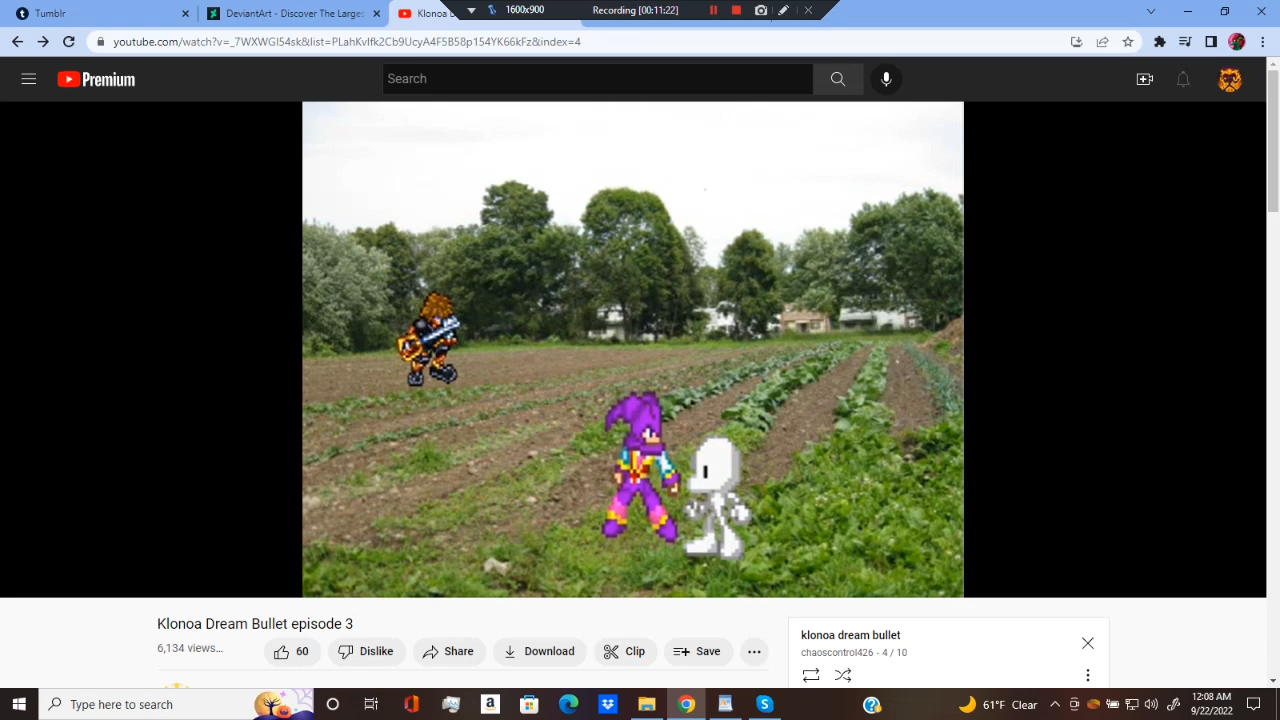 Tumblr
DeviantArt - Discover The Larges
Klonoa
1600x900
Recording [00:11:22]
youtube.com/watch?v=_7WXWGI54sk&list=PLahKvIfk2Cb9UcyA4F5B58p154YK66kFz&index=4
Premium
Search
Klonoa Dream Bullet episode 3
6,134 views...
60
Dislike
Share
Download
Clip
Save
klonoa dream bullet
chaoscontrol426 - 4 / 10
Type here to search
61°F Clear
12:08 AM
9/22/2022